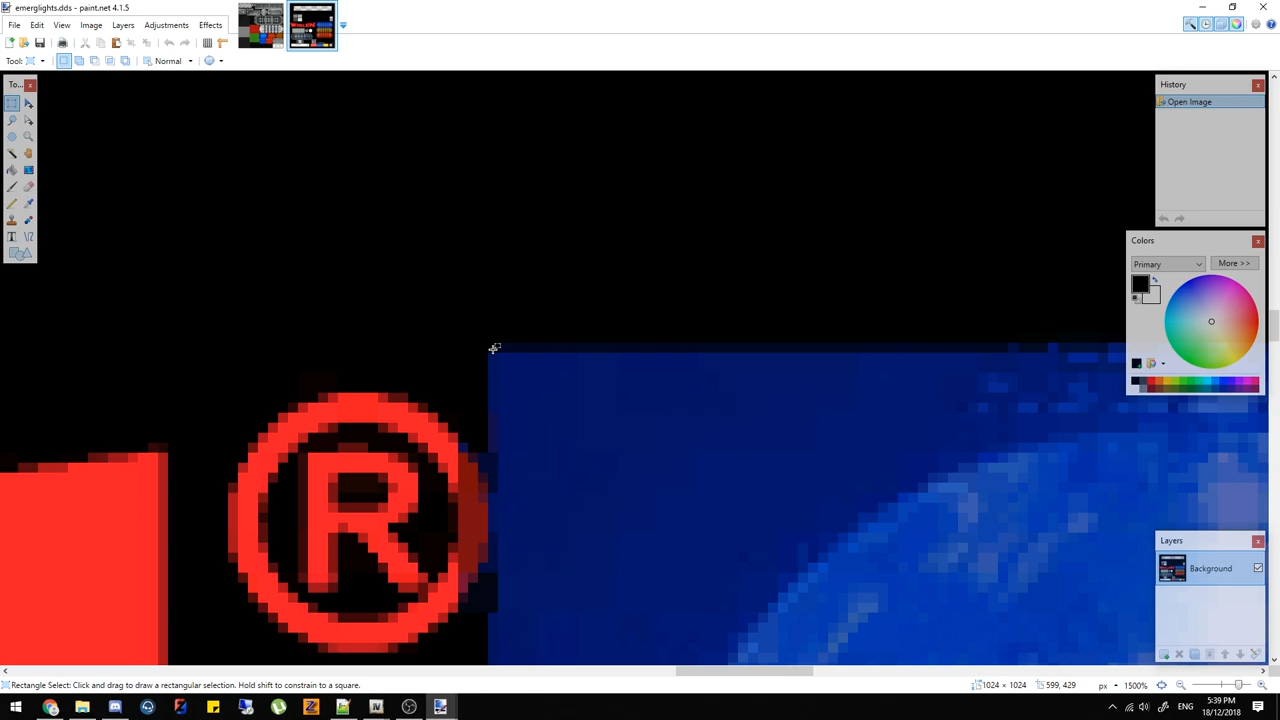 emerglights.dds - paint.net 4.1.5
File Edit View Image Layers Adjustments Effects
Tool: Normal
To...
History
Open Image
Colors
Primary More >>
R
Layers
Background
Rectangle Select: Click and drag to draw a rectangular selection. Hold shift to constrain to a square.
1024 × 1024 599, 429 px 1500%
ENG 5:39 PM
18/12/2018